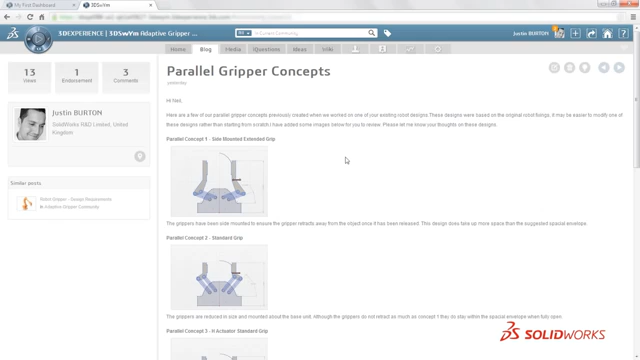 My First Dashboard
3DSwYm
3DEXPERIENCE | 3DSwYm Adaptive Gripper ...
Justin BURTON
Home
Blog
Media
iQuestions
Ideas
Wiki
13
Views
1
Endorsement
3
Comments
Justin BURTON
SolidWorks R&D Limited, United
Kingdom
Similar posts
Robot Gripper - Design Requirements
Adaptive Gripper Community
Parallel Gripper Concepts
yesterday
Hi Neil,
Here are a few of our parallel gripper concepts previously created when we worked on one of your existing robot designs. These designs were based on the original robot fixings. It may be easier to modify one
of these designs rather than starting from scratch. I have added some images below for you to review. Please let me know your thoughts on these designs.
Parallel Concept 1 - Side Mounted Extended Grip
The grippers have been side mounted to ensure the gripper retracts away from the object once it has been released. This design does take up more space than the suggested spacial envelope.
Parallel Concept 2 - Standard Grip
The grippers are reduced in size and mounted about the base unit. Although the grippers do not retract as much as concept 1 they do stay within the spacial envelope when fully open.
Parallel Concept 3 - H Actuator Standard Grip
SOLIDWORKS